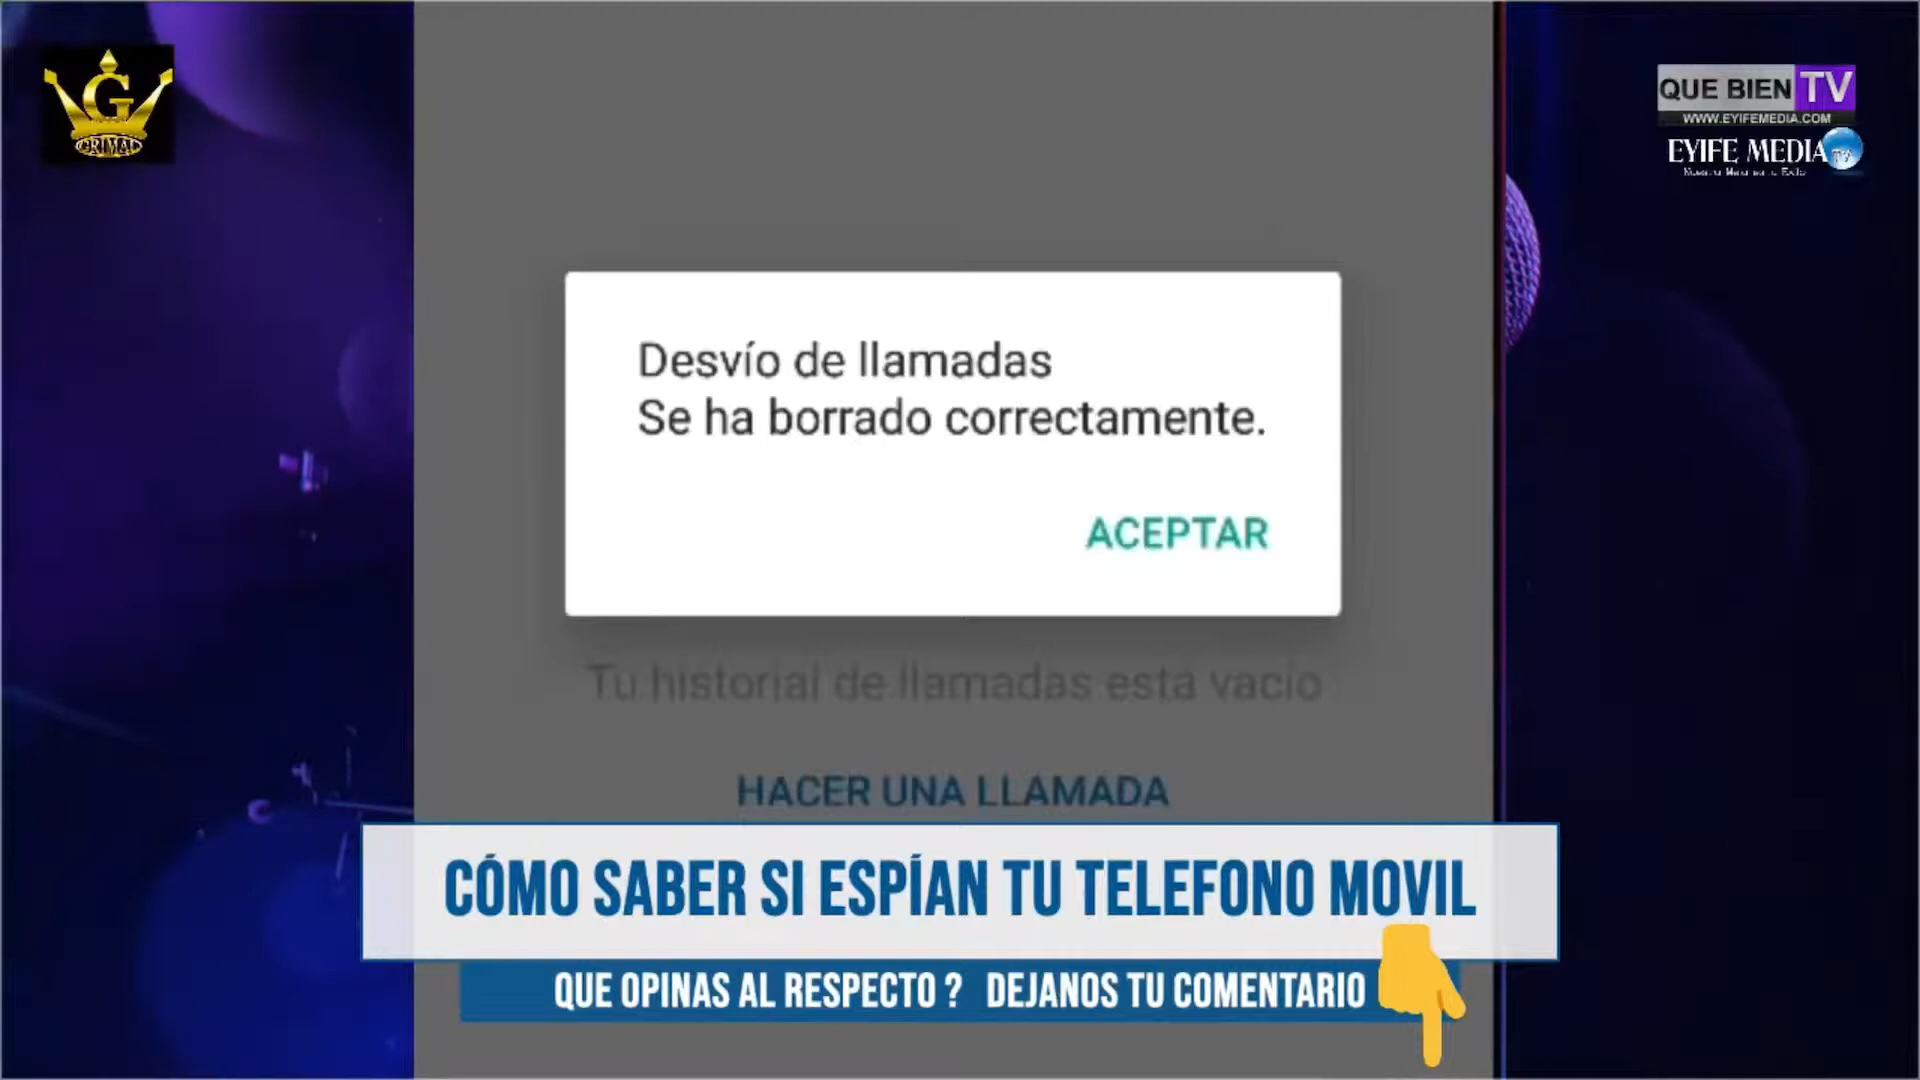 G
GRIMAL
QUE BIEN TV
WWW.EYIFEMEDIA.COM
EYIFE MEDIA TV
Desvío de llamadas
Se ha borrado correctamente.
ACEPTAR
Tu historial de llamadas está vacío
HACER UNA LLAMADA
CÓMO SABER SI ESPÍAN TU TELEFONO MOVIL
QUE OPINAS AL RESPECTO ? DEJANOS TU COMENTARIO